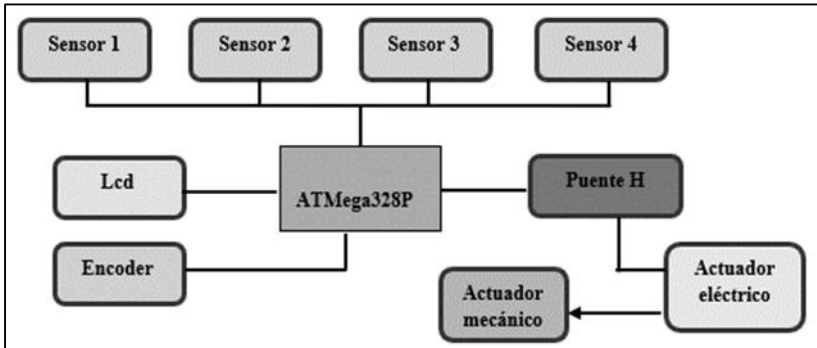 Sensor 1
Sensor 2
Sensor 3
Sensor 4
Lcd
ATMega328P
Puente H
Encoder
Actuador
mecánico
Actuador
eléctrico